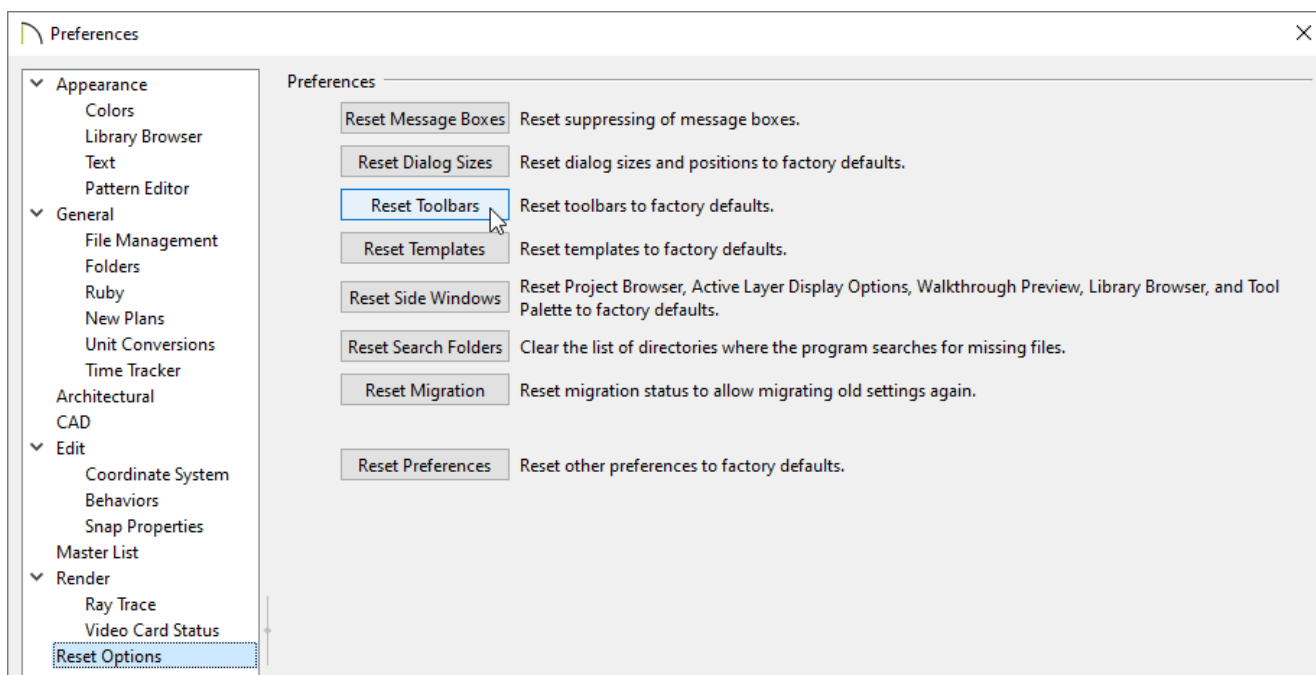 Preferences
Appearance
Colors
Library Browser
Text
Pattern Editor
General
File Management
Folders
Ruby
New Plans
Unit Conversions
Time Tracker
Architectural
CAD
Edit
Coordinate System
Behaviors
Snap Properties
Master List
Render
Ray Trace
Video Card Status
Reset Options
Preferences
Reset Message Boxes Reset suppressing of message boxes.
Reset Dialog Sizes Reset dialog sizes and positions to factory defaults.
Reset Toolbars Reset toolbars to factory defaults.
Reset Templates Reset templates to factory defaults.
Reset Side Windows Reset Project Browser, Active Layer Display Options, Walkthrough Preview, Library Browser, and Tool
Palette to factory defaults.
Reset Search Folders Clear the list of directories where the program searches for missing files.
Reset Migration Reset migration status to allow migrating old settings again.
Reset Preferences Reset other preferences to factory defaults.